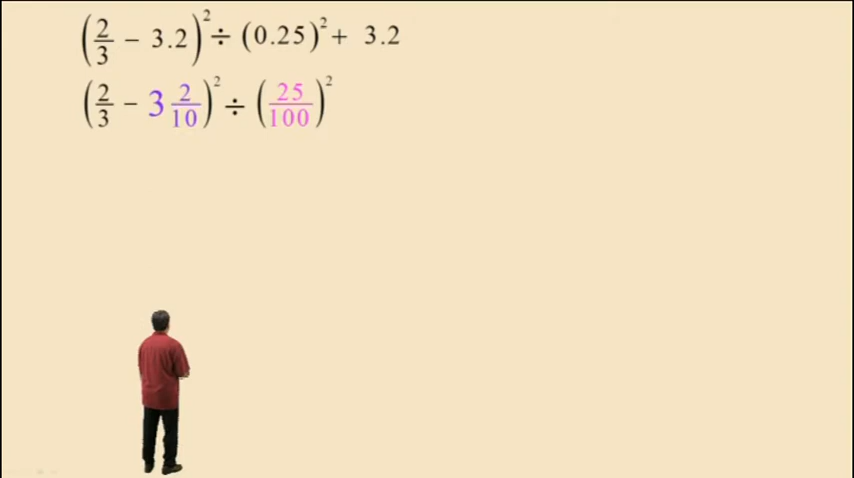 (2/3 − 3.2)² ÷ (0.25)² + 3.2
(2/3 − 3 2/10)² ÷ (25/100)²